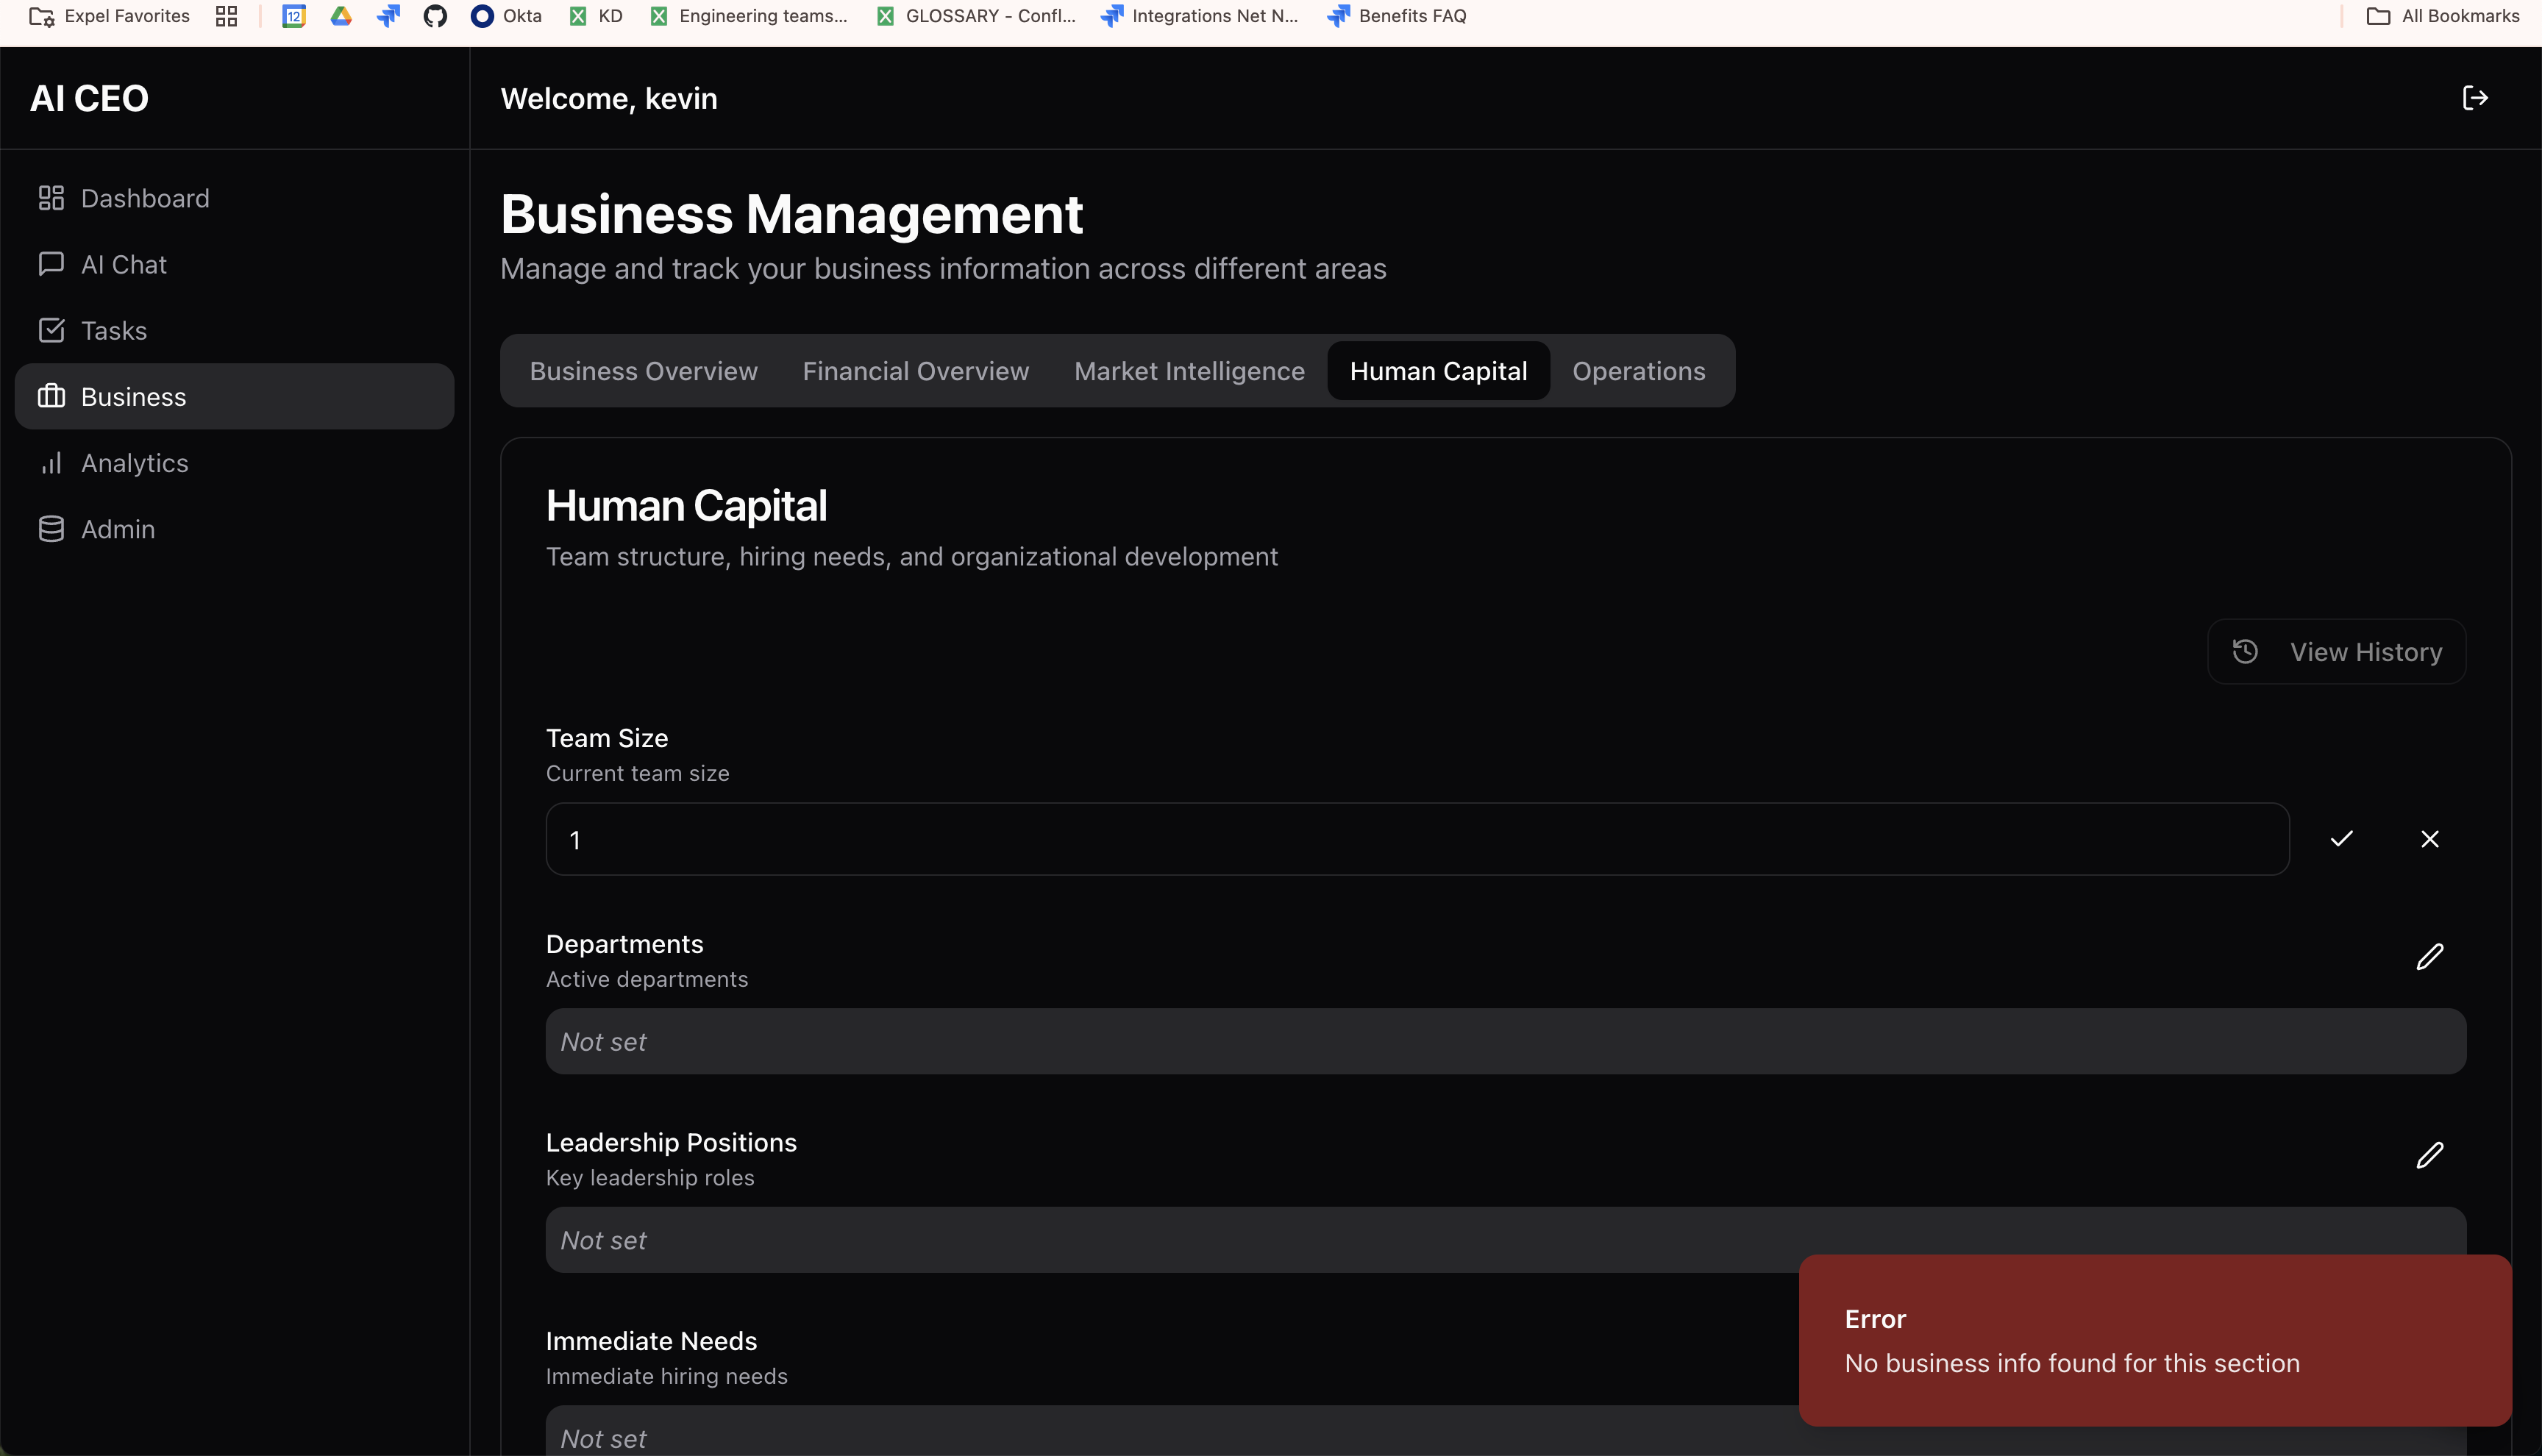 Expel Favorites
12
Okta
KD
Engineering teams...
GLOSSARY - Confl...
Integrations Net N...
Benefits FAQ
All Bookmarks
AI CEO
Welcome, kevin
Dashboard
AI Chat
Tasks
Business
Analytics
Admin
Business Management
Manage and track your business information across different areas
Business Overview
Financial Overview
Market Intelligence
Human Capital
Operations
Human Capital
Team structure, hiring needs, and organizational development
View History
Team Size
Current team size
1
Departments
Active departments
Not set
Leadership Positions
Key leadership roles
Not set
Immediate Needs
Immediate hiring needs
Not set
Error
No business info found for this section